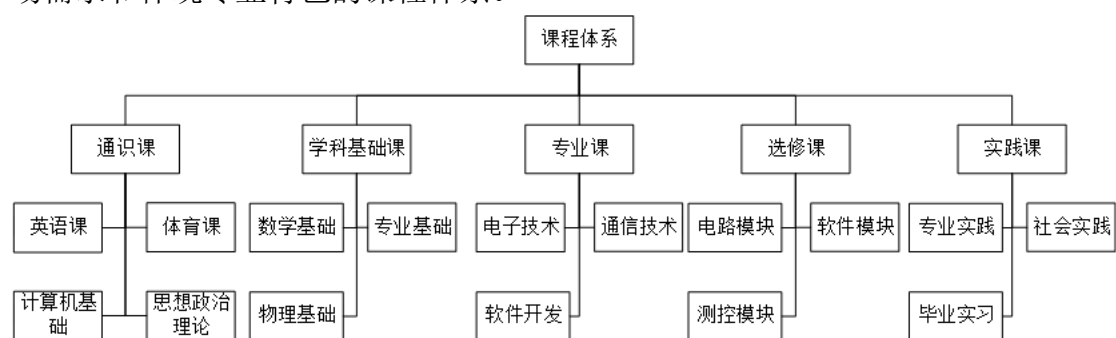 课程体系
通识课 学科基础课 专业课 选修课 实践课
英语课 体育课 数学基础 专业基础 电子技术 通信技术 电路模块 软件模块 专业实践 社会实践
计算机基
础
思想政治
理论
物理基础 软件开发 测控模块 毕业实习